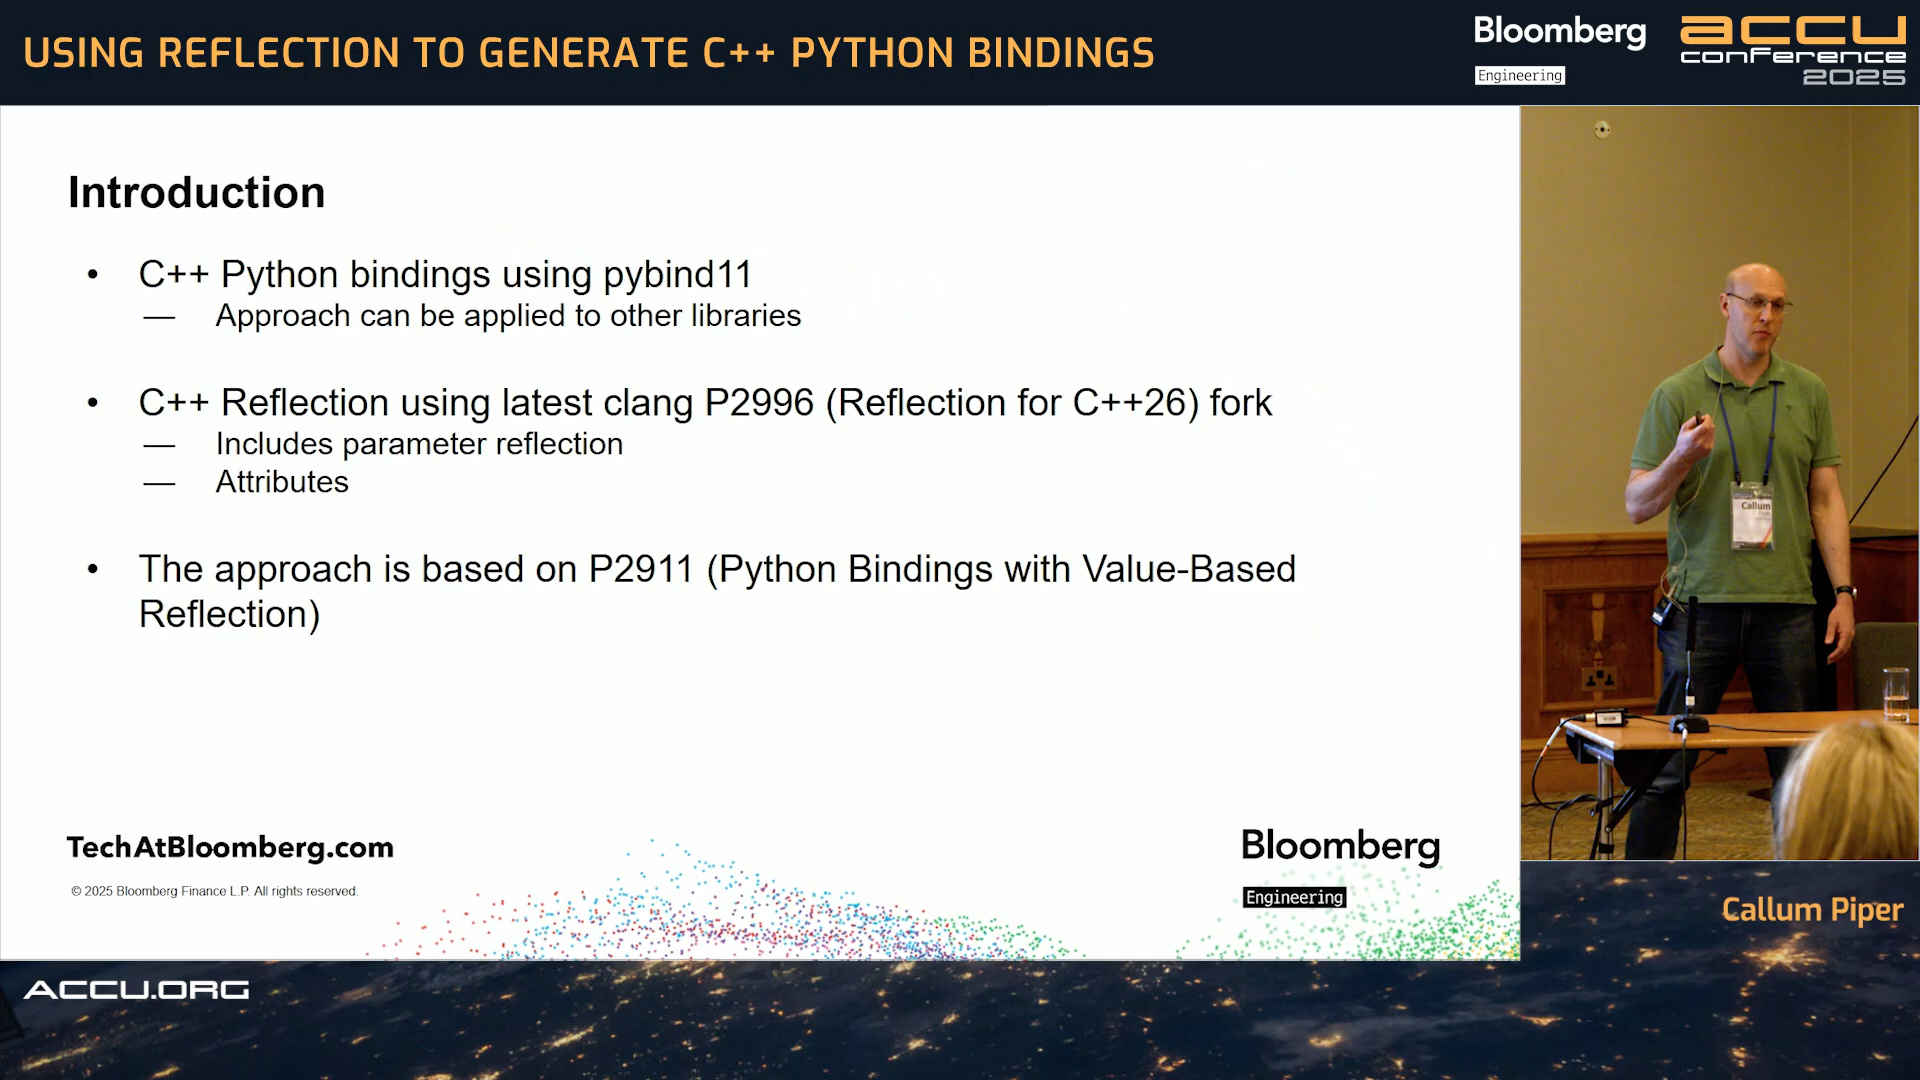 USING REFLECTION TO GENERATE C++ PYTHON BINDINGS
Bloomberg
Engineering
accu
conference
2025
Introduction
• C++ Python bindings using pybind11
— Approach can be applied to other libraries
• C++ Reflection using latest clang P2996 (Reflection for C++26) fork
— Includes parameter reflection
— Attributes
• The approach is based on P2911 (Python Bindings with Value-Based
Reflection)
TechAtBloomberg.com
© 2025 Bloomberg Finance L.P. All rights reserved.
Bloomberg
Engineering
Callum
Callum Piper
ACCU.ORG